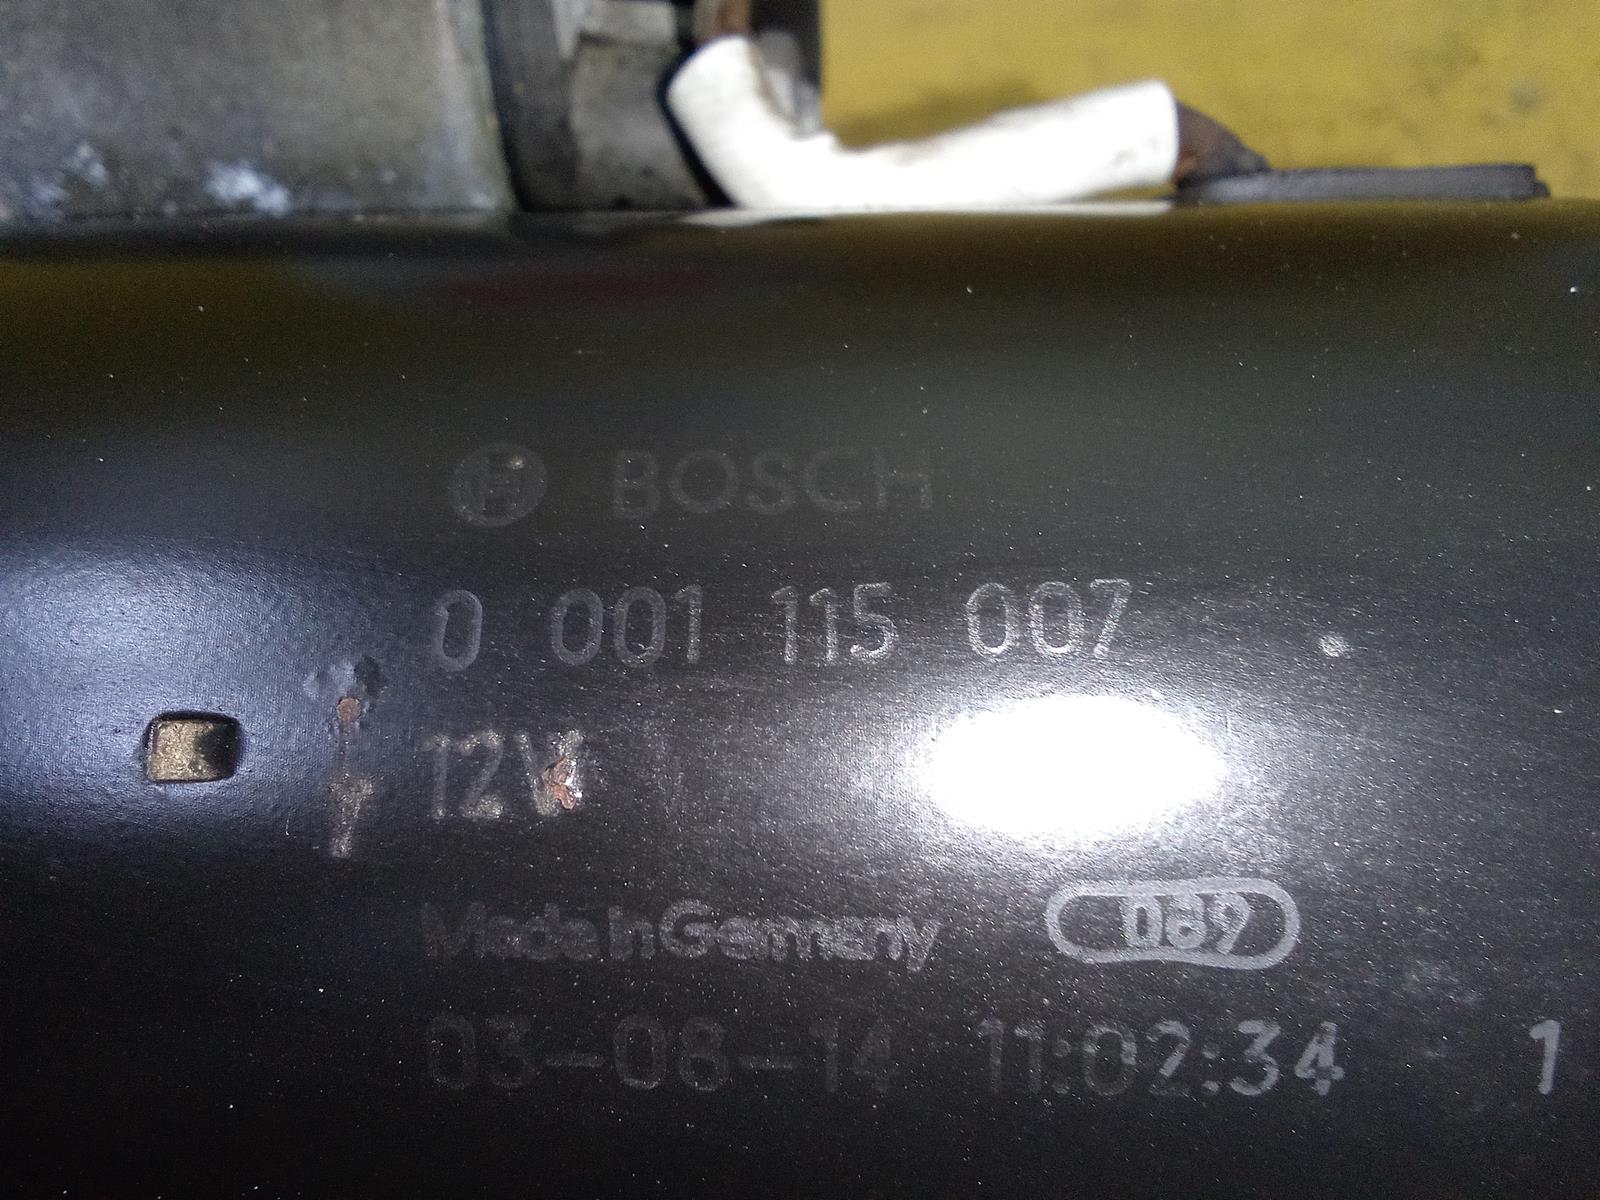 BOSCH
0 001 115 007
12V
Made in Germany 089
03-08-14 11:02:34 1